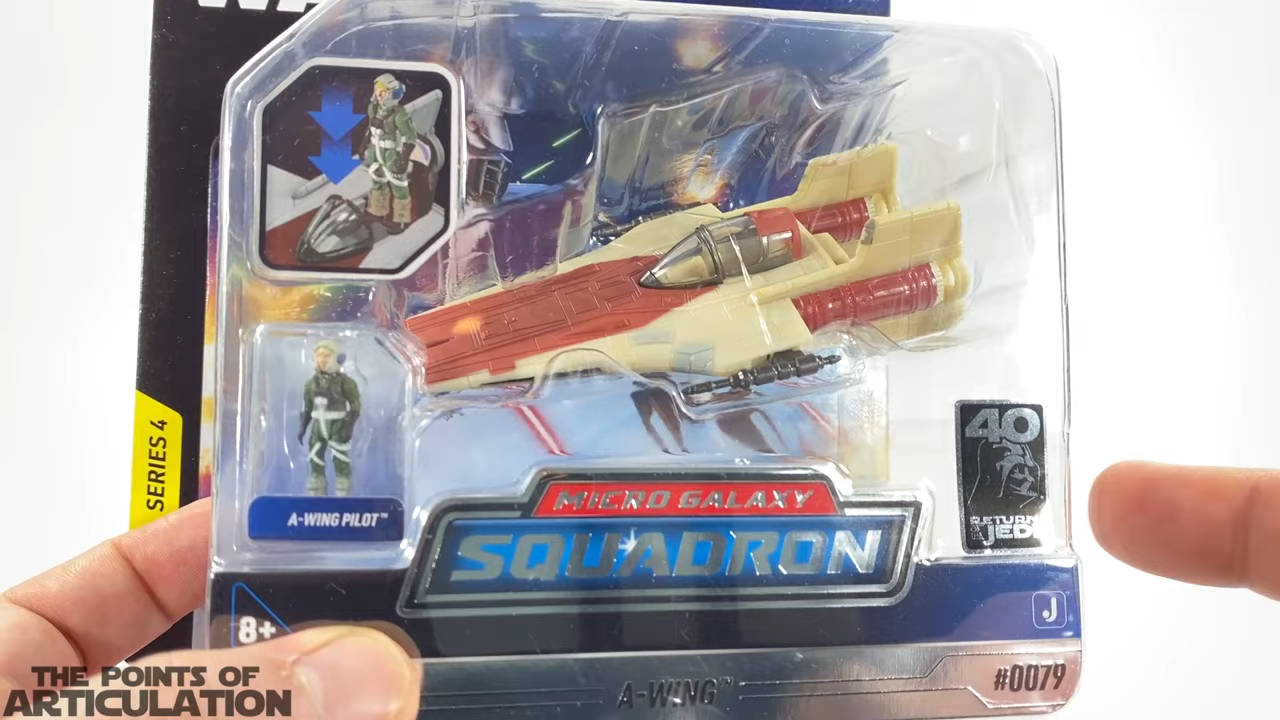 WA
SERIES 4
A-WING PILOT™
MICRO GALAXY
SQUADRON
40
RETURN
OF THE
JEDI
J
8+
A-WING™
#0079
THE POINTS OF
ARTICULATION